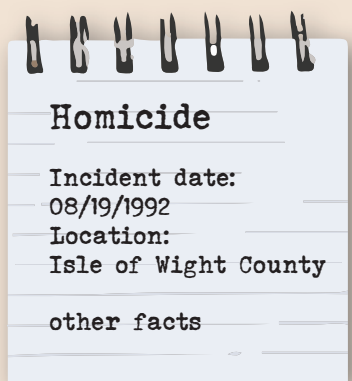 Homicide
Incident date:
08/19/1992
Location:
Isle of Wight County
other facts